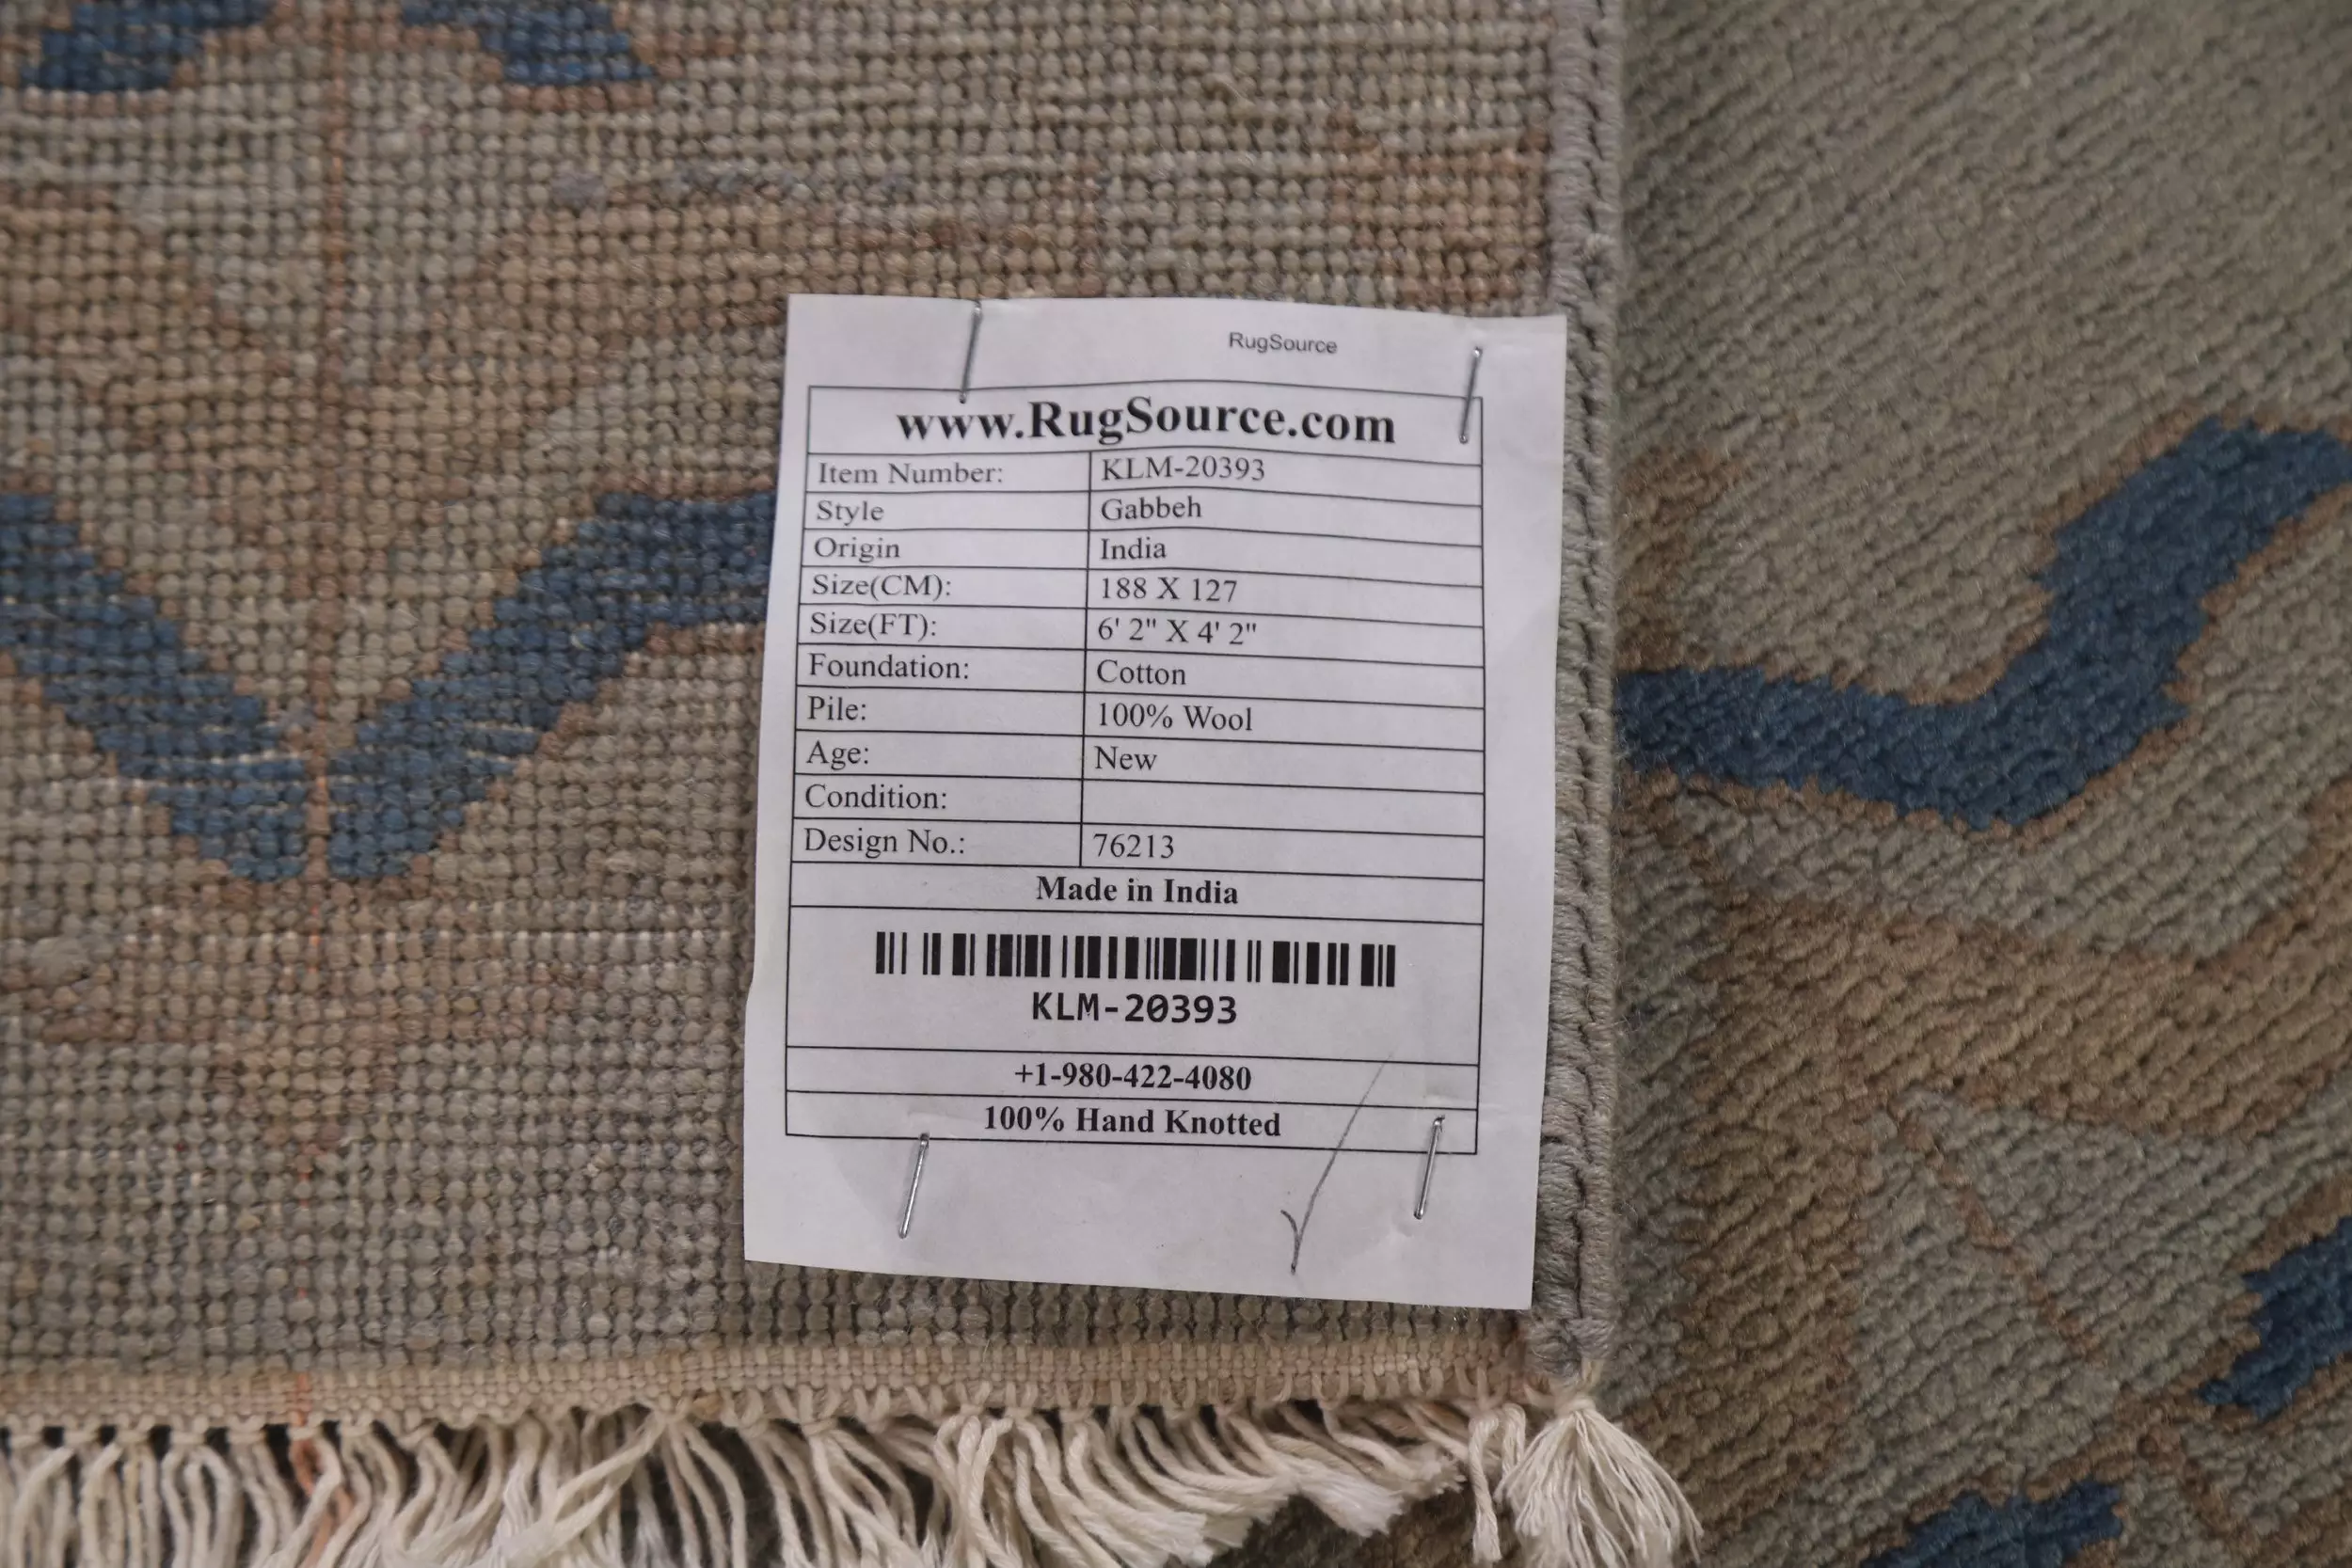 RugSource
www.RugSource.com
Item Number: KLM-20393
Style Gabbeh
Origin India
Size(CM): 188 X 127
Size(FT): 6' 2" X 4' 2"
Foundation: Cotton
Pile: 100% Wool
Age: New
Condition:
Design No.: 76213
Made in India
KLM-20393
+1-980-422-4080
100% Hand Knotted